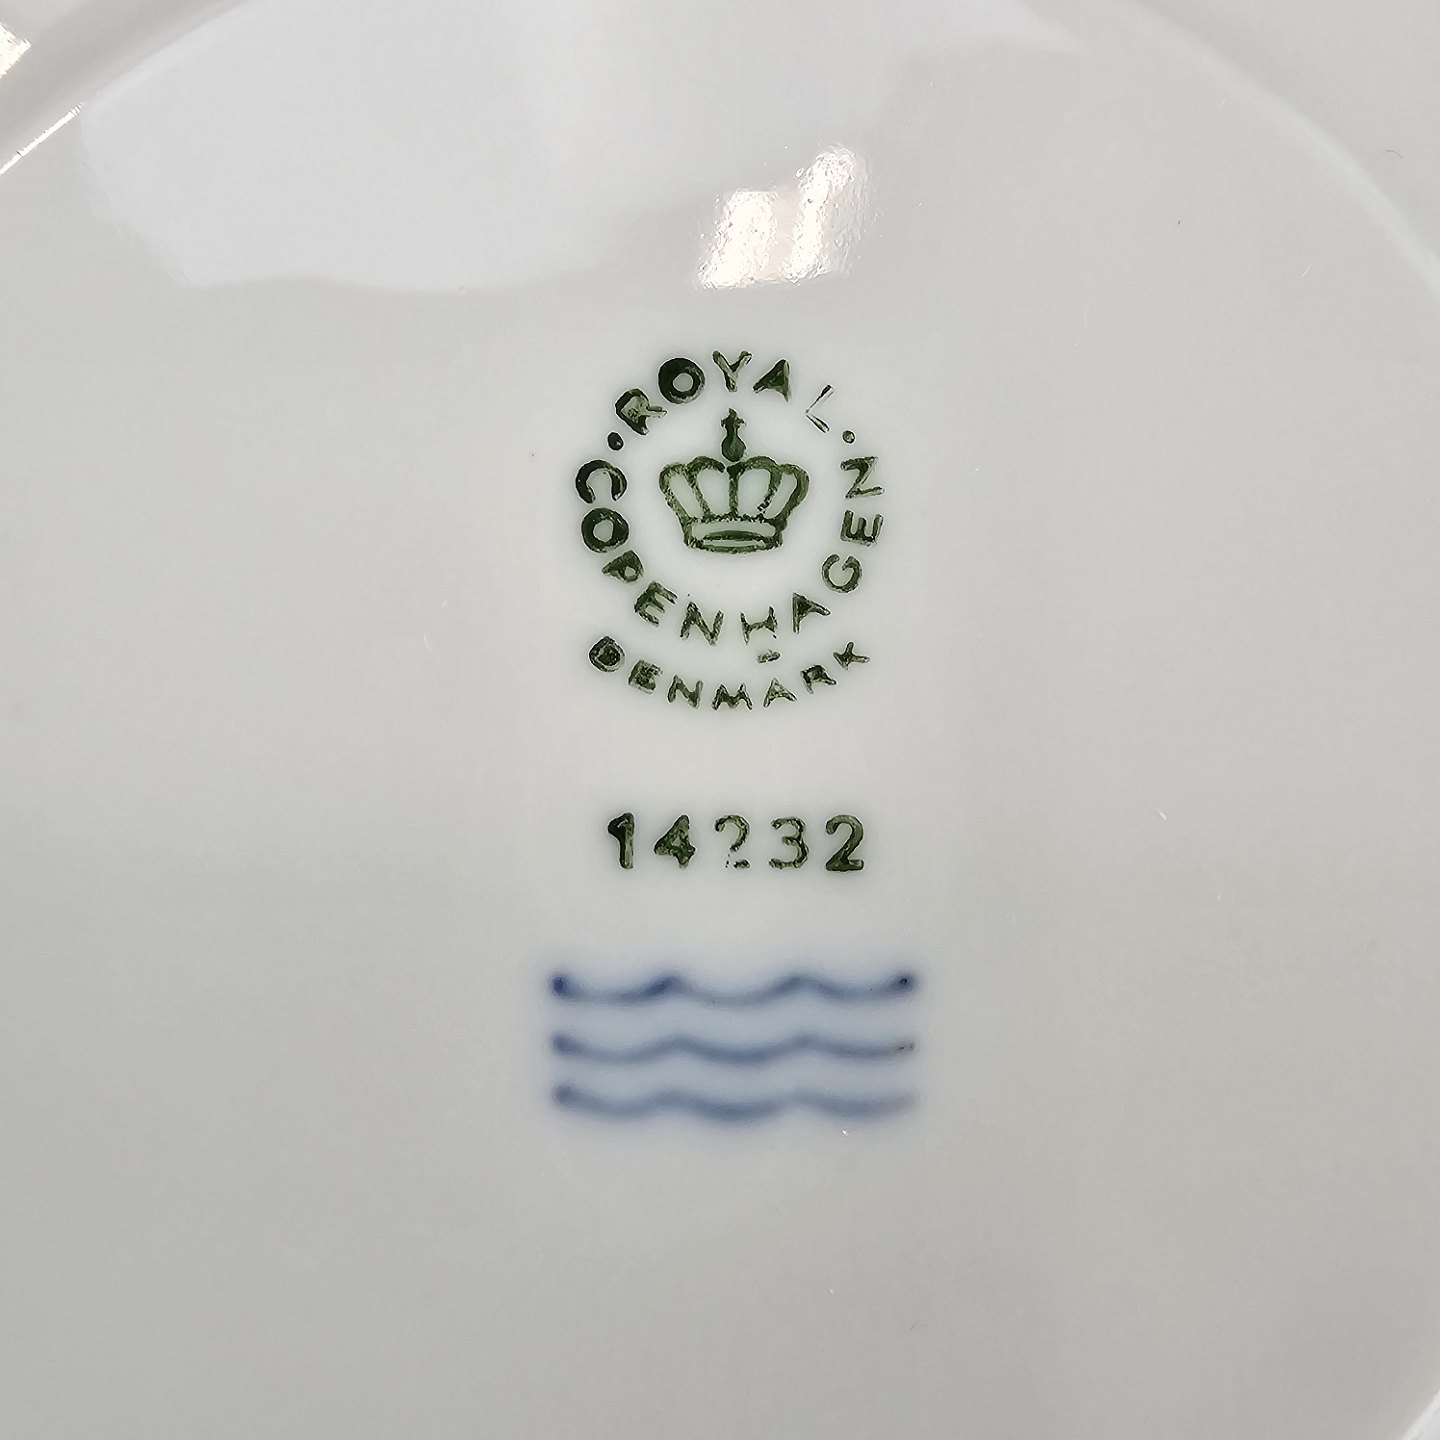 ROYAL
COPENHAGEN
DENMARK
14232